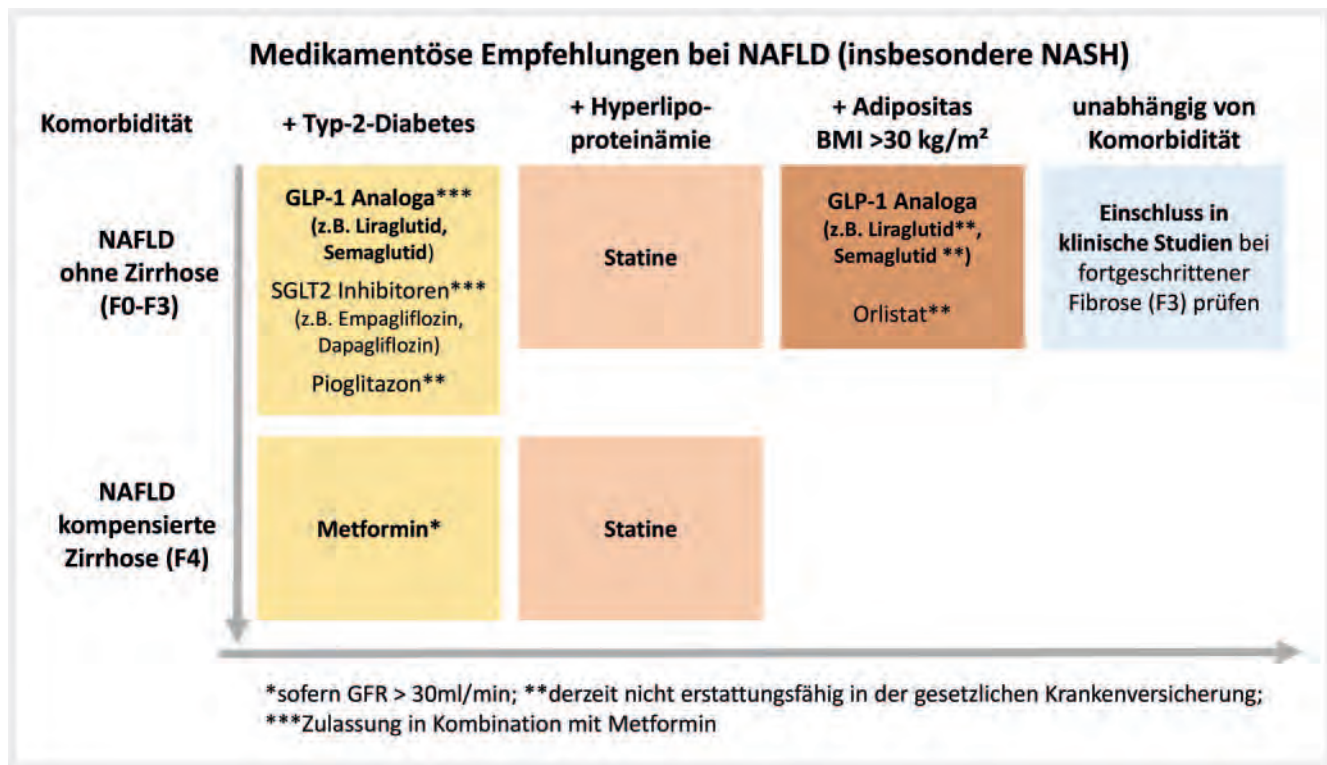 Medikamentöse Empfehlungen bei NAFLD (insbesondere NASH)
Komorbidität
+ Typ-2-Diabetes
+ Hyperlipo-
proteinämie
+ Adipositas
BMI >30 kg/m²
unabhängig von
Komorbidität
NAFLD
ohne Zirrhose
(F0-F3)
GLP-1 Analoga***
(z.B. Liraglutid,
Semaglutid)
SGLT2 Inhibitoren***
(z.B. Empagliflozin,
Dapagliflozin)
Pioglitazon**
Statine
GLP-1 Analoga
(z.B. Liraglutid**,
Semaglutid **)
Orlistat**
Einschluss in
klinische Studien bei
fortgeschrittener
Fibrose (F3) prüfen
NAFLD
kompensierte
Zirrhose (F4)
Metformin*
Statine
*sofern GFR > 30ml/min; **derzeit nicht erstattungsfähig in der gesetzlichen Krankenversicherung;
***Zulassung in Kombination mit Metformin